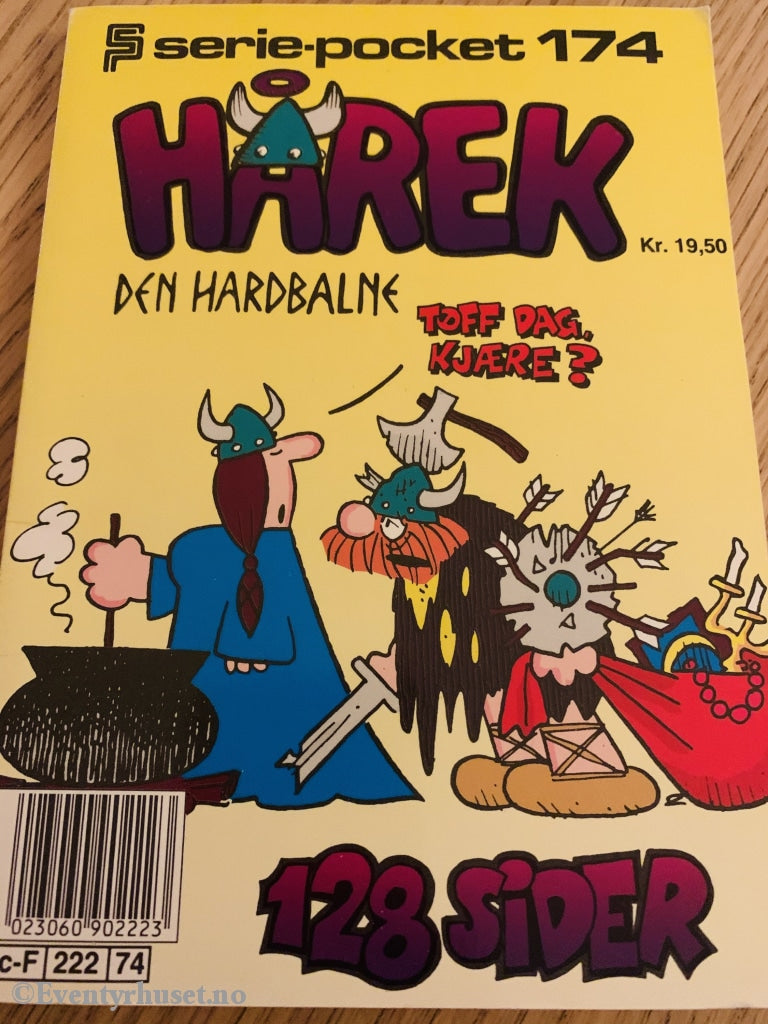 serie-pocket 174
HÅREK
Kr. 19,50
DEN HARDBALNE
TØFF DAG,
KJÆRE?
128 SIDER
023060 902223
c-F 222 74
©Eventyrhuset.no